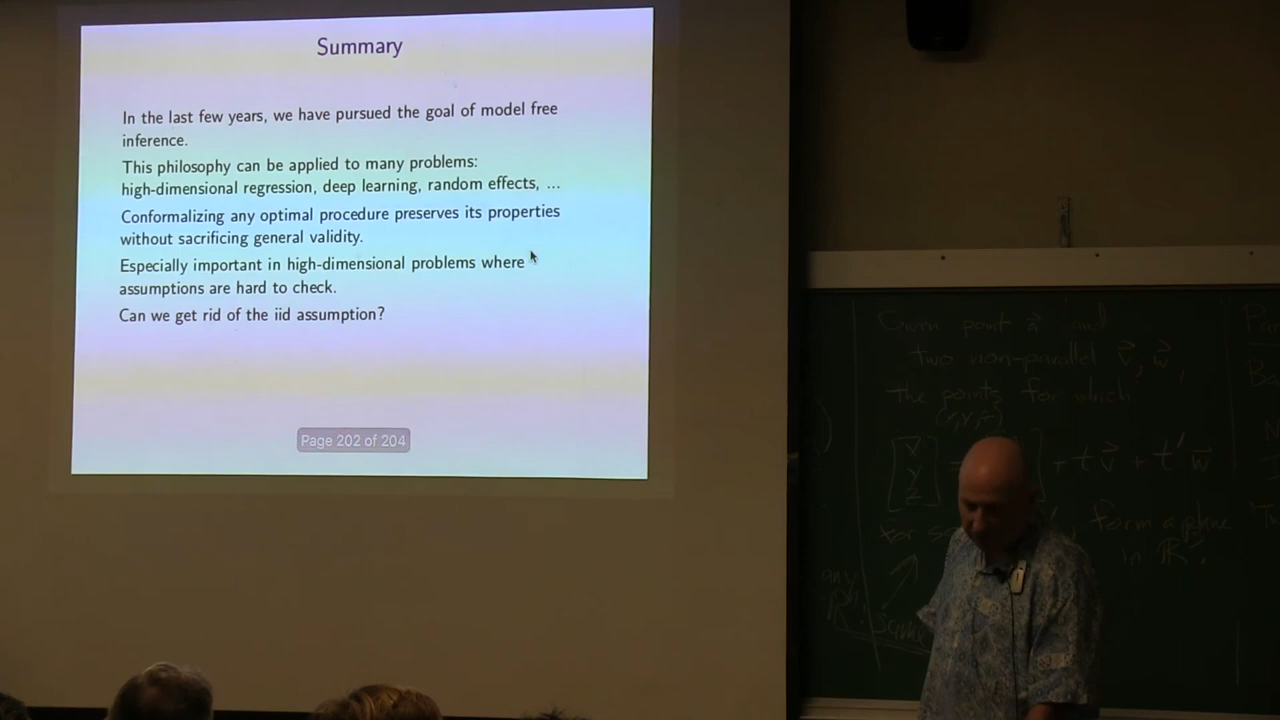 Summary
In the last few years, we have pursued the goal of model free
inference.
This philosophy can be applied to many problems:
high-dimensional regression, deep learning, random effects, ...
Conformalizing any optimal procedure preserves its properties
without sacrificing general validity.
Especially important in high-dimensional problems where
assumptions are hard to check.
Can we get rid of the iid assumption?
Page 202 of 204
Given point a⃗ and
two non-parallel v⃗, w⃗,
the points for which
(x,y,z)
+ t v⃗ + t' w⃗
form a plane
in